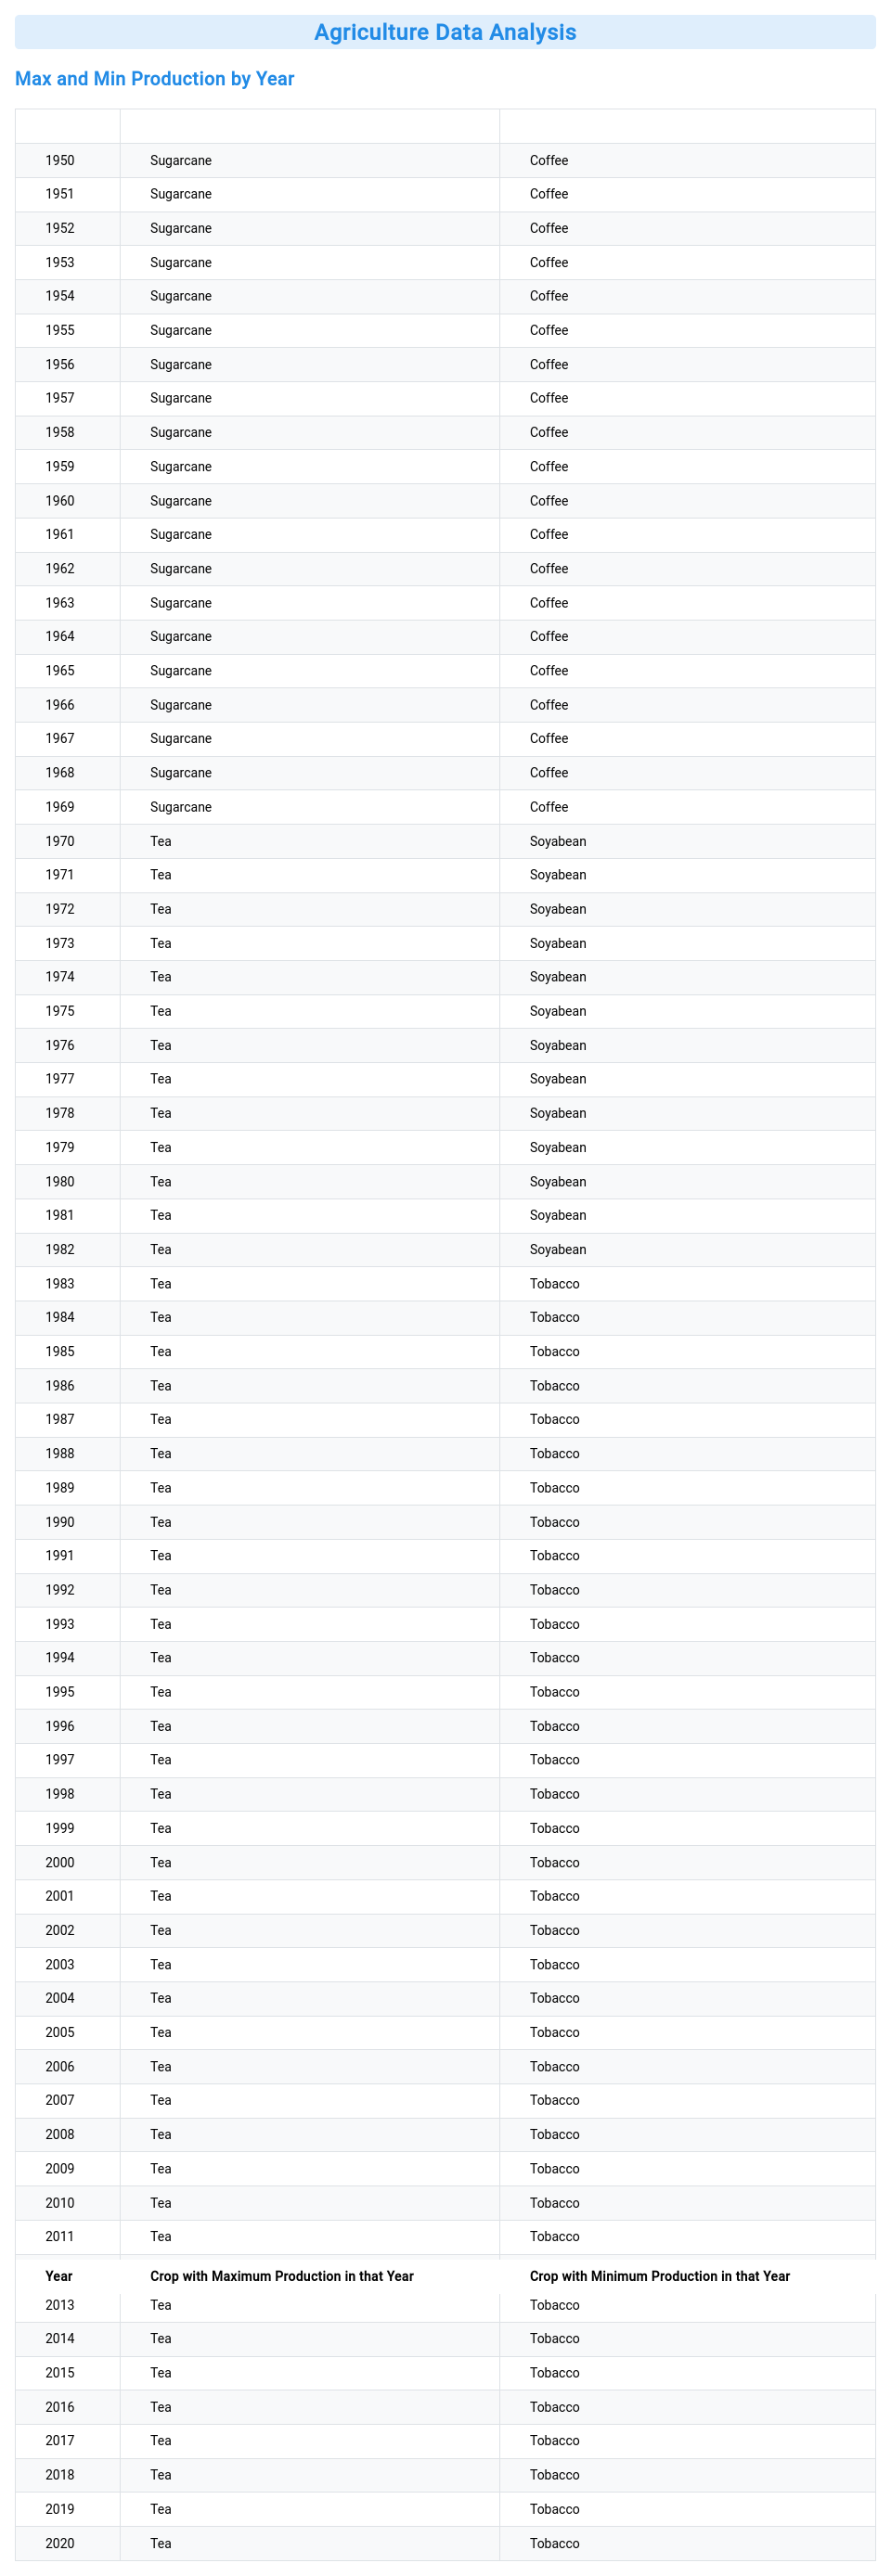 Agriculture Data Analysis
Max and Min Production by Year
1950 Sugarcane Coffee
1951 Sugarcane Coffee
1952 Sugarcane Coffee
1953 Sugarcane Coffee
1954 Sugarcane Coffee
1955 Sugarcane Coffee
1956 Sugarcane Coffee
1957 Sugarcane Coffee
1958 Sugarcane Coffee
1959 Sugarcane Coffee
1960 Sugarcane Coffee
1961 Sugarcane Coffee
1962 Sugarcane Coffee
1963 Sugarcane Coffee
1964 Sugarcane Coffee
1965 Sugarcane Coffee
1966 Sugarcane Coffee
1967 Sugarcane Coffee
1968 Sugarcane Coffee
1969 Sugarcane Coffee
1970 Tea Soyabean
1971 Tea Soyabean
1972 Tea Soyabean
1973 Tea Soyabean
1974 Tea Soyabean
1975 Tea Soyabean
1976 Tea Soyabean
1977 Tea Soyabean
1978 Tea Soyabean
1979 Tea Soyabean
1980 Tea Soyabean
1981 Tea Soyabean
1982 Tea Soyabean
1983 Tea Tobacco
1984 Tea Tobacco
1985 Tea Tobacco
1986 Tea Tobacco
1987 Tea Tobacco
1988 Tea Tobacco
1989 Tea Tobacco
1990 Tea Tobacco
1991 Tea Tobacco
1992 Tea Tobacco
1993 Tea Tobacco
1994 Tea Tobacco
1995 Tea Tobacco
1996 Tea Tobacco
1997 Tea Tobacco
1998 Tea Tobacco
1999 Tea Tobacco
2000 Tea Tobacco
2001 Tea Tobacco
2002 Tea Tobacco
2003 Tea Tobacco
2004 Tea Tobacco
2005 Tea Tobacco
2006 Tea Tobacco
2007 Tea Tobacco
2008 Tea Tobacco
2009 Tea Tobacco
2010 Tea Tobacco
2011 Tea Tobacco
Year Crop with Maximum Production in that Year Crop with Minimum Production in that Year
2013 Tea Tobacco
2014 Tea Tobacco
2015 Tea Tobacco
2016 Tea Tobacco
2017 Tea Tobacco
2018 Tea Tobacco
2019 Tea Tobacco
2020 Tea Tobacco